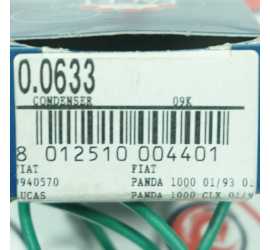 0.0633
CONDENSER 09K
8 012510 004401
FIAT FIAT
9940570 PANDA 1000 01/93
LUCAS PANDA 1000 CLX